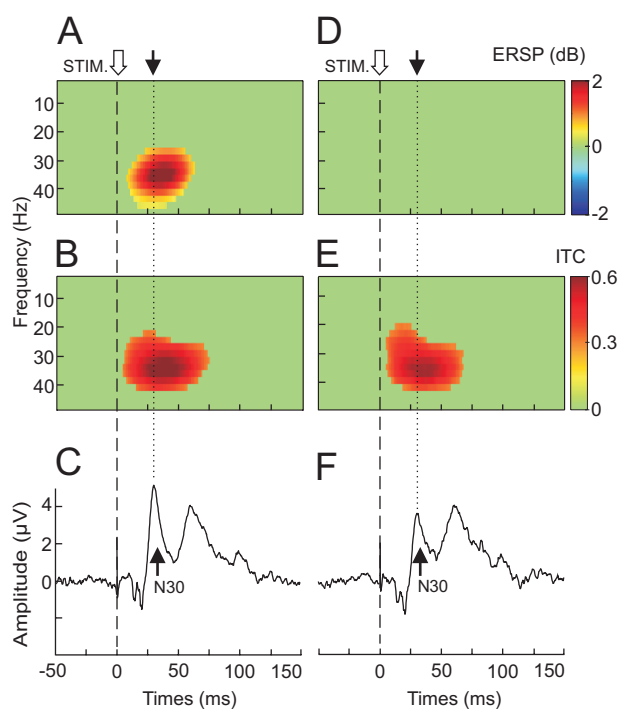 A
D
ERSP (dB)
STIM.
STIM.
10
20
30
40
2
0
-2
Frequency (Hz)
B
E
ITC
10
20
30
40
0.6
0.3
0
C
F
Amplitude (µV)
4
2
0
N30
N30
-50 0 50 100 150
-50 0 50 100 150
Times (ms)
Times (ms)